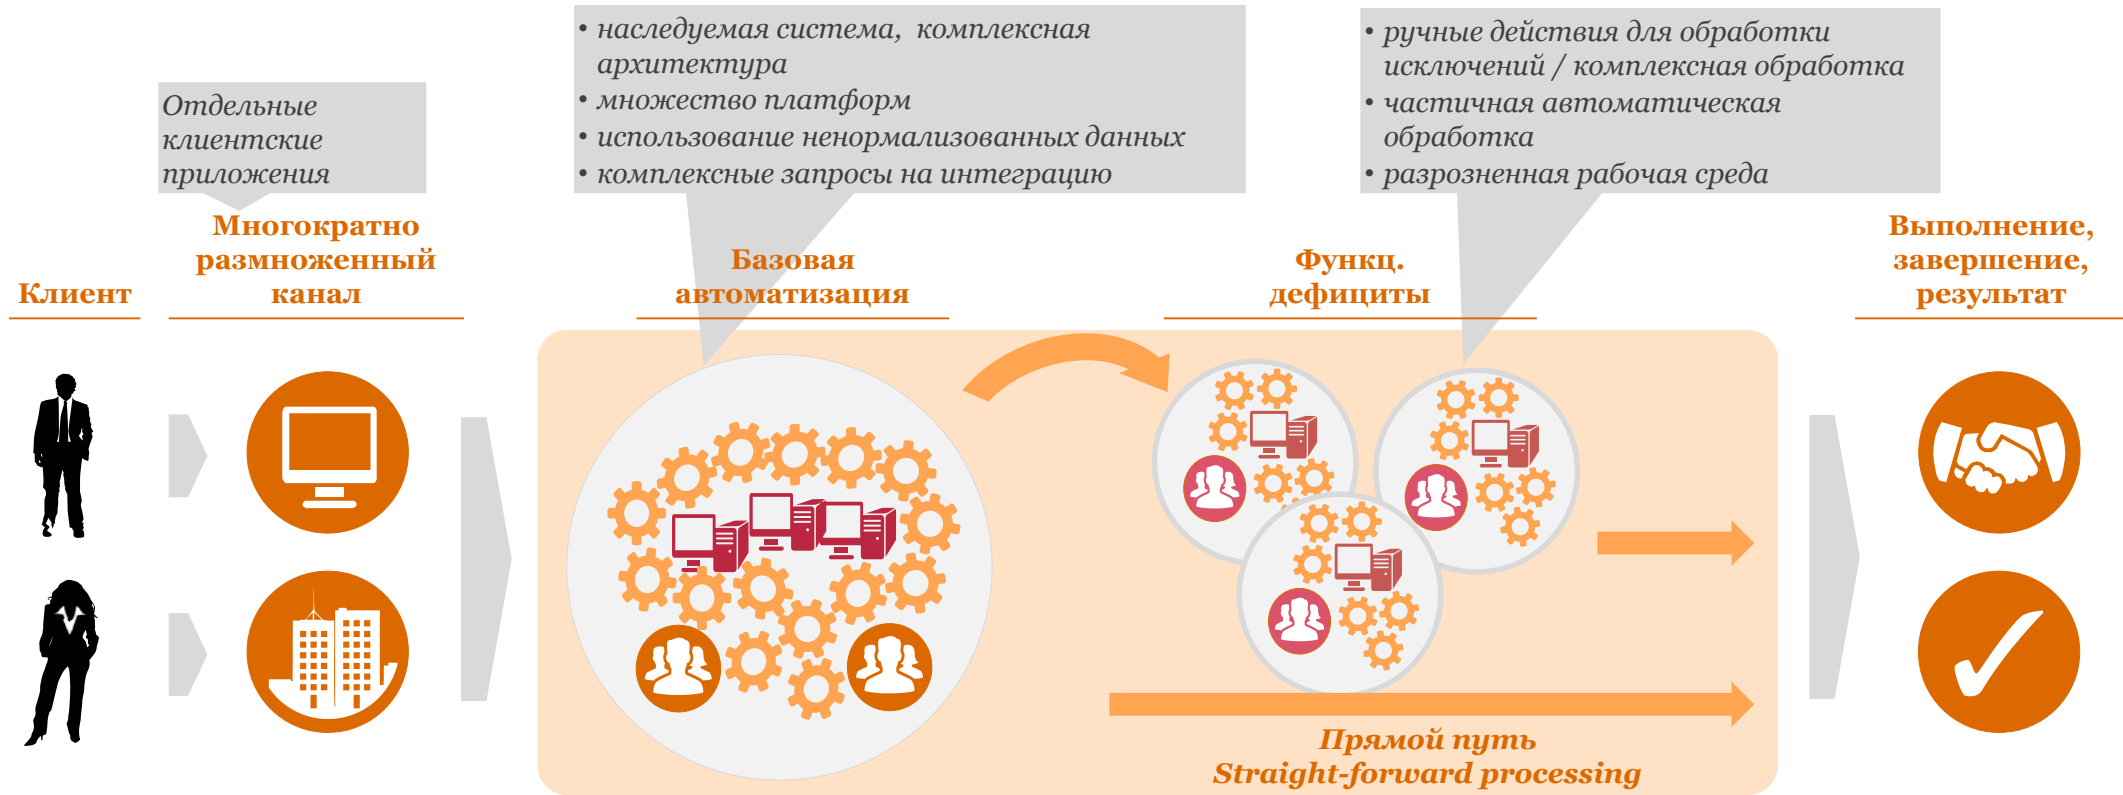 Отдельные
клиентские
приложения
• наследуемая система, комплексная
архитектура
• множество платформ
• использование ненормализованных данных
• комплексные запросы на интеграцию
• ручные действия для обработки
исключений / комплексная обработка
• частичная автоматическая
обработка
• разрозненная рабочая среда
Клиент
Многократно
размноженный
канал
Базовая
автоматизация
Функц.
дефициты
Выполнение,
завершение,
результат
Прямой путь
Straight-forward processing